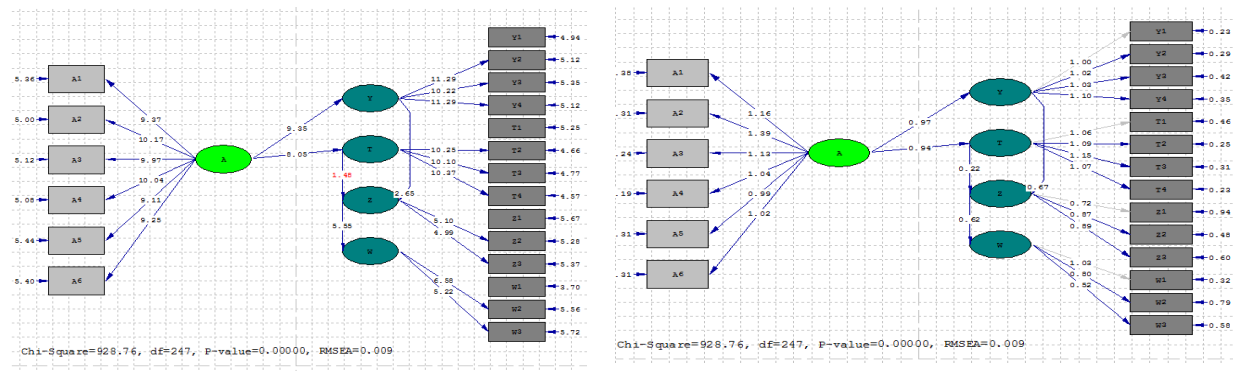 5.36 A1
5.00 A2
5.12 A3
5.08 A4
5.44 A5
5.40 A6
9.37
10.17
9.97
10.04
9.11
9.25
A
9.35
8.05
Y
T
Z
W
1.48
2.65
5.55
11.29
10.22
11.29
10.25
10.10
10.37
5.10
4.99
6.58
5.22
Y1 4.94
Y2 5.12
Y3 5.35
Y4 5.12
T1 5.25
T2 4.66
T3 4.77
T4 4.57
Z1 5.67
Z2 5.28
Z3 5.37
W1 3.70
W2 5.56
W3 5.72
Chi-Square=928.76, df=247, P-value=0.00000, RMSEA=0.009
.38 A1
.31 A2
.24 A3
.19 A4
.31 A5
.31 A6
1.16
1.39
1.04
0.99
1.02
A
0.97
0.94
Y
T
Z
W
0.22
0.67
0.62
1.00
1.02
1.03
1.10
1.06
1.09
1.15
1.07
0.72
0.87
0.89
1.03
0.80
0.52
Y1 0.23
Y2 0.29
Y3 0.42
Y4 0.35
T1 0.46
T2 0.25
T3 0.31
T4 0.23
Z1 0.94
Z2 0.48
Z3 0.60
W1 0.32
W2 0.79
W3 0.58
Chi-Square=928.76, df=247, P-value=0.00000, RMSEA=0.009